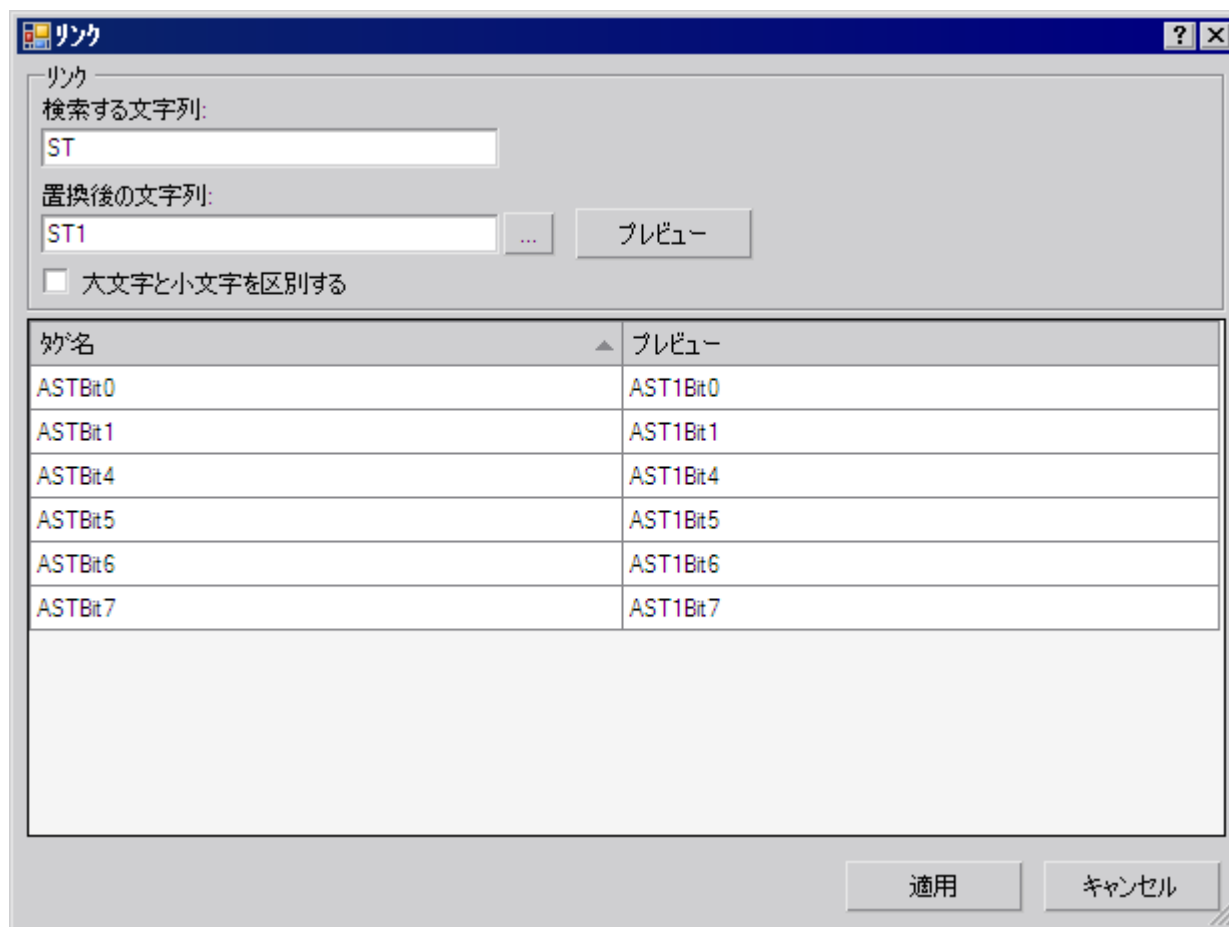 リンク
リンク
検索する文字列:
ST
置換後の文字列:
ST1 ... プレビュー
大文字と小文字を区別する
タグ名 プレビュー
ASTBit0 AST1Bit0
ASTBit1 AST1Bit1
ASTBit4 AST1Bit4
ASTBit5 AST1Bit5
ASTBit6 AST1Bit6
ASTBit7 AST1Bit7
適用 キャンセル